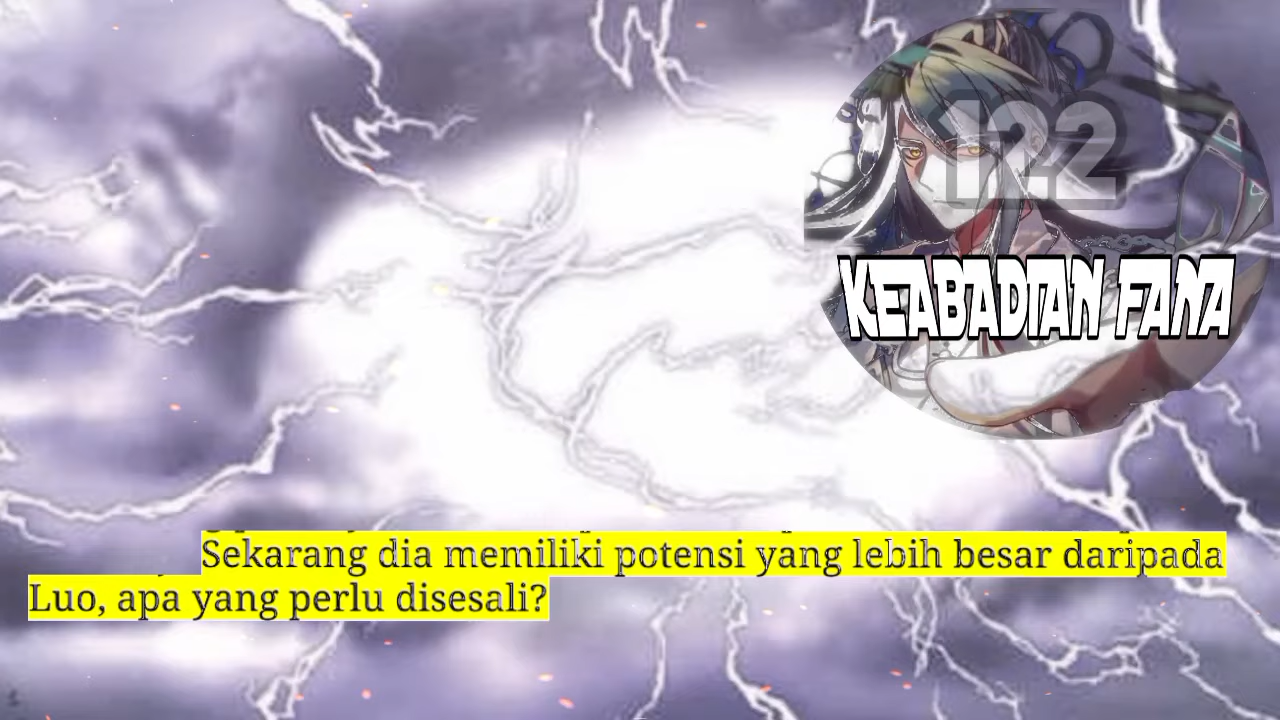 122
KEABADIAN FANA
Sekarang dia memiliki potensi yang lebih besar daripada
Luo, apa yang perlu disesali?